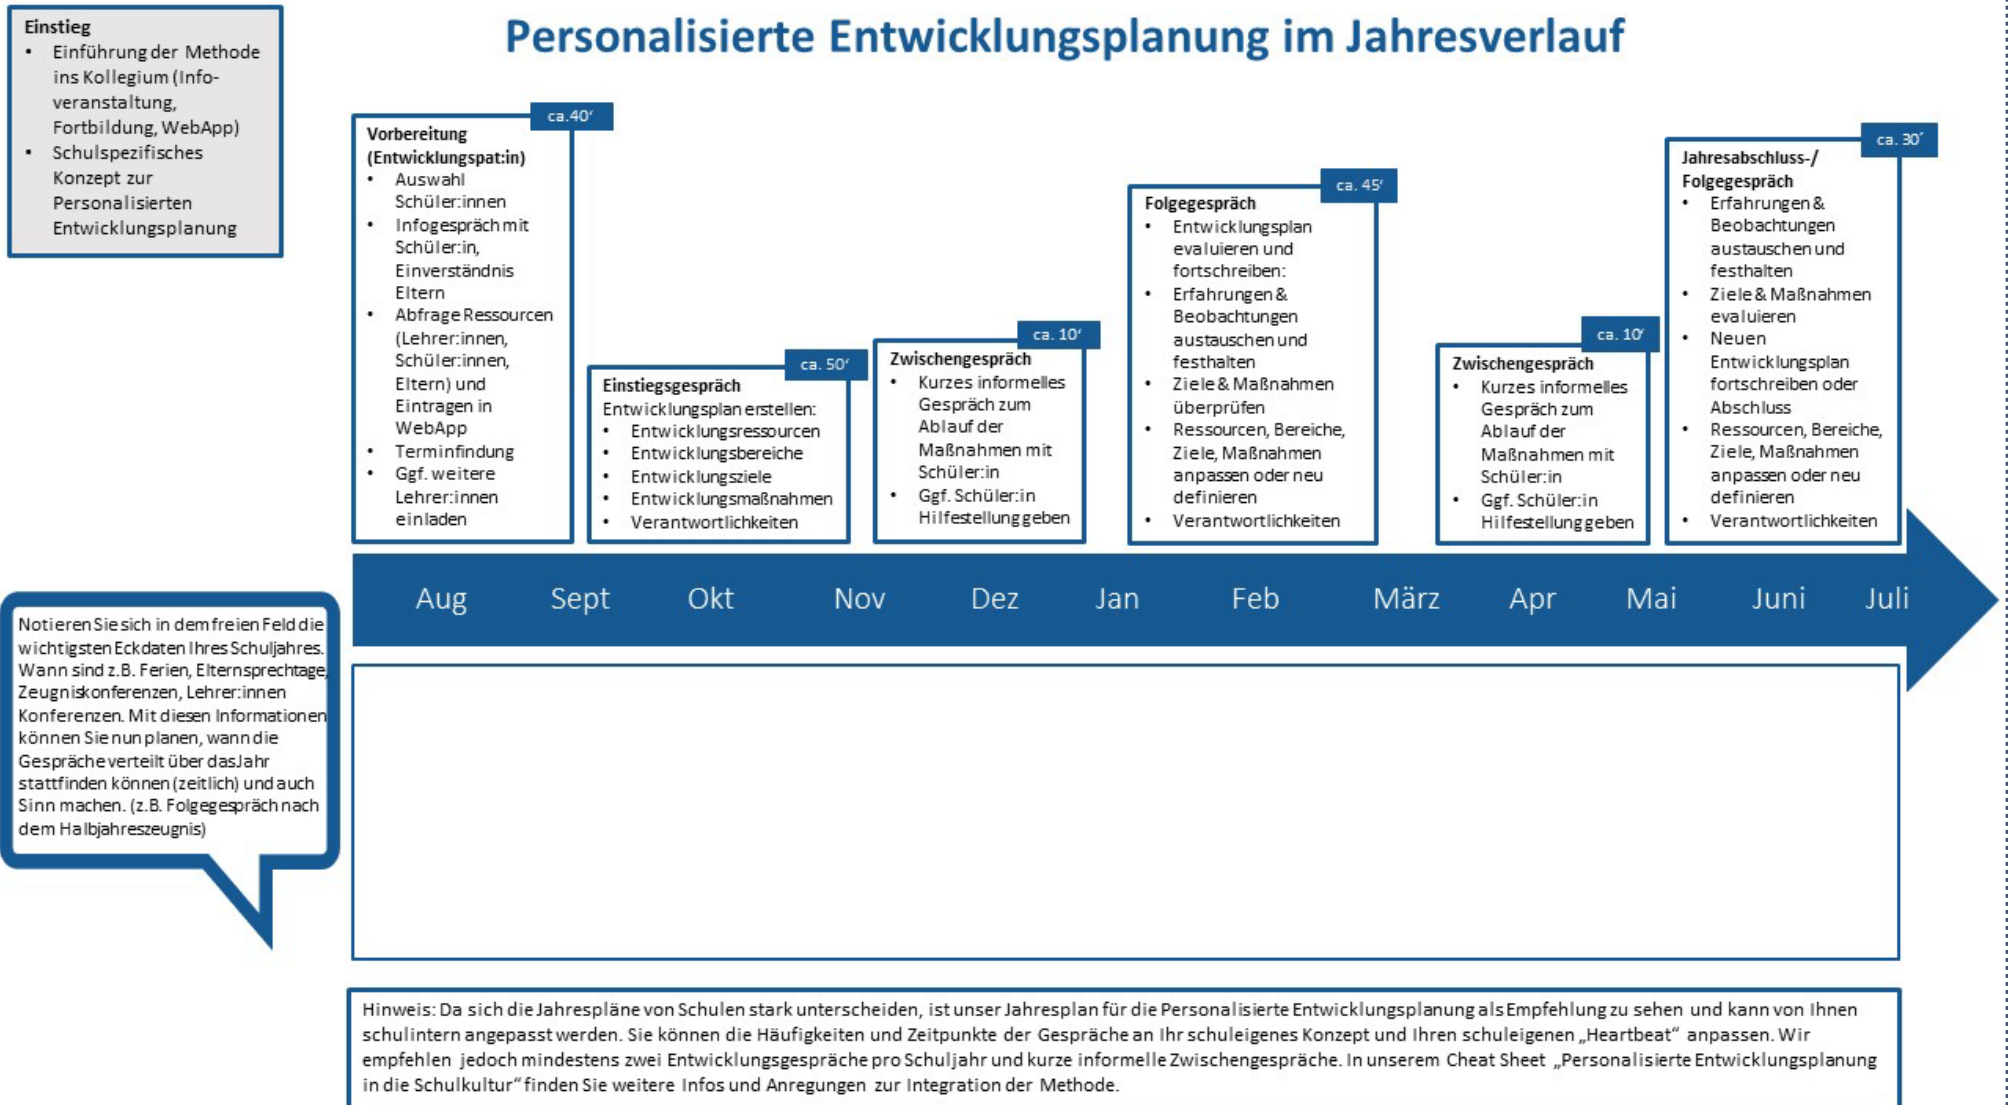 Personalisierte Entwicklungsplanung im Jahresverlauf
Einstieg
• Einführung der Methode
ins Kollegium (Info-
veranstaltung,
Fortbildung, WebApp)
• Schulspezifisches
Konzept zur
Personalisierten
Entwicklungsplanung
ca.40‘
Vorbereitung
(Entwicklungspat:in)
• Auswahl
Schüler:innen
• Infogespräch mit
Schüler:in,
Einverständnis
Eltern
• Abfrage Ressourcen
(Lehrer:innen,
Schüler:innen,
Eltern) und
Eintragen in
WebApp
• Terminfindung
• Ggf. weitere
Lehrer:innen
einladen
ca. 50‘
Einstiegsgespräch
Entwicklungsplan erstellen:
• Entwicklungsressourcen
• Entwicklungsbereiche
• Entwicklungsziele
• Entwicklungsmaßnahmen
• Verantwortlichkeiten
ca. 10‘
Zwischengespräch
• Kurzes informelles
Gespräch zum
Ablauf der
Maßnahmen mit
Schüler:in
• Ggf. Schüler:in
Hilfestellung geben
ca. 45‘
Folgegespräch
• Entwicklungsplan
evaluieren und
fortschreiben:
• Erfahrungen &
Beobachtungen
austauschen und
festhalten
• Ziele & Maßnahmen
überprüfen
• Ressourcen, Bereiche,
Ziele, Maßnahmen
anpassen oder neu
definieren
• Verantwortlichkeiten
ca. 10‘
Zwischengespräch
• Kurzes informelles
Gespräch zum
Ablauf der
Maßnahmen mit
Schüler:in
• Ggf. Schüler:in
Hilfestellung geben
ca. 30´
Jahresabschluss-/
Folgegespräch
• Erfahrungen &
Beobachtungen
austauschen und
festhalten
• Ziele & Maßnahmen
evaluieren
• Neuen
Entwicklungsplan
fortschreiben oder
Abschluss
• Ressourcen, Bereiche,
Ziele, Maßnahmen
anpassen oder neu
definieren
• Verantwortlichkeiten
Aug Sept Okt Nov Dez Jan Feb März Apr Mai Juni Juli
Notieren Sie sich in dem freien Feld die
wichtigsten Eckdaten Ihres Schuljahres.
Wann sind z.B. Ferien, Elternsprechtage,
Zeugniskonferenzen, Lehrer:innen
Konferenzen. Mit diesen Informationen
können Sie nun planen, wann die
Gespräche verteilt über das Jahr
stattfinden können (zeitlich) und auch
Sinn machen. (z.B. Folgegespräch nach
dem Halbjahreszeugnis)
Hinweis: Da sich die Jahrespläne von Schulen stark unterscheiden, ist unser Jahresplan für die Personalisierte Entwicklungsplanung als Empfehlung zu sehen und kann von Ihnen
schulintern angepasst werden. Sie können die Häufigkeiten und Zeitpunkte der Gespräche an Ihr schuleigenes Konzept und Ihren schuleigenen „Heartbeat“ anpassen. Wir
empfehlen jedoch mindestens zwei Entwicklungsgespräche pro Schuljahr und kurze informelle Zwischengespräche. In unserem Cheat Sheet „Personalisierte Entwicklungsplanung
in die Schulkultur“ finden Sie weitere Infos und Anregungen zur Integration der Methode.